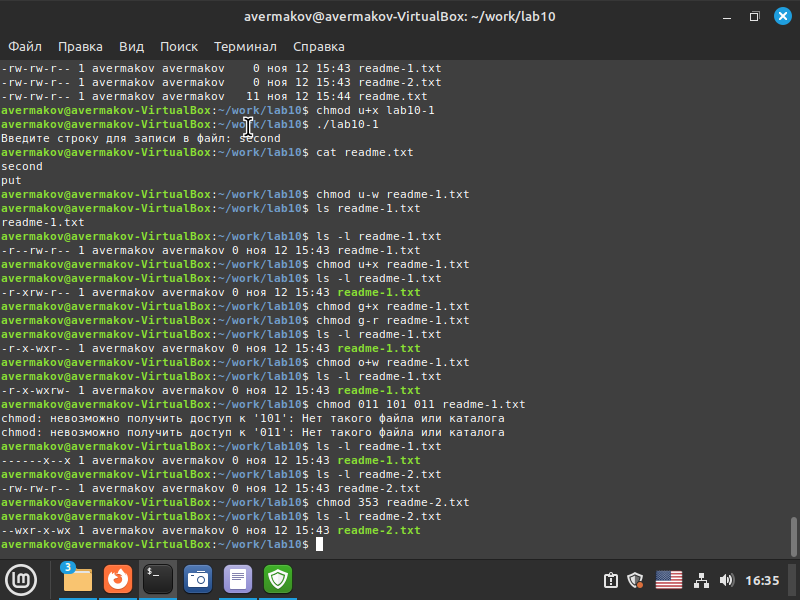 avermakov@avermakov-VirtualBox: ~/work/lab10
Файл Правка Вид Поиск Терминал Справка
-rw-rw-r-- 1 avermakov avermakov    0 ноя 12 15:43 readme-1.txt
-rw-rw-r-- 1 avermakov avermakov    0 ноя 12 15:43 readme-2.txt
-rw-rw-r-- 1 avermakov avermakov   11 ноя 12 15:44 readme.txt
avermakov@avermakov-VirtualBox:~/work/lab10$ chmod u+x lab10-1
avermakov@avermakov-VirtualBox:~/work/lab10$ ./lab10-1
Введите строку для записи в файл: second
avermakov@avermakov-VirtualBox:~/work/lab10$ cat readme.txt
second
put
avermakov@avermakov-VirtualBox:~/work/lab10$ chmod u-w readme-1.txt
avermakov@avermakov-VirtualBox:~/work/lab10$ ls readme-1.txt
readme-1.txt
avermakov@avermakov-VirtualBox:~/work/lab10$ ls -l readme-1.txt
-r--rw-r-- 1 avermakov avermakov 0 ноя 12 15:43 readme-1.txt
avermakov@avermakov-VirtualBox:~/work/lab10$ chmod u+x readme-1.txt
avermakov@avermakov-VirtualBox:~/work/lab10$ ls -l readme-1.txt
-r-xrw-r-- 1 avermakov avermakov 0 ноя 12 15:43 readme-1.txt
avermakov@avermakov-VirtualBox:~/work/lab10$ chmod g+x readme-1.txt
avermakov@avermakov-VirtualBox:~/work/lab10$ chmod g-r readme-1.txt
avermakov@avermakov-VirtualBox:~/work/lab10$ ls -l readme-1.txt
-r-x-wxr-- 1 avermakov avermakov 0 ноя 12 15:43 readme-1.txt
avermakov@avermakov-VirtualBox:~/work/lab10$ chmod o+w readme-1.txt
avermakov@avermakov-VirtualBox:~/work/lab10$ ls -l readme-1.txt
-r-x-wxrw- 1 avermakov avermakov 0 ноя 12 15:43 readme-1.txt
avermakov@avermakov-VirtualBox:~/work/lab10$ chmod 011 101 011 readme-1.txt
chmod: невозможно получить доступ к '101': Нет такого файла или каталога
chmod: невозможно получить доступ к '011': Нет такого файла или каталога
avermakov@avermakov-VirtualBox:~/work/lab10$ ls -l readme-1.txt
------x--x 1 avermakov avermakov 0 ноя 12 15:43 readme-1.txt
avermakov@avermakov-VirtualBox:~/work/lab10$ ls -l readme-2.txt
-rw-rw-r-- 1 avermakov avermakov 0 ноя 12 15:43 readme-2.txt
avermakov@avermakov-VirtualBox:~/work/lab10$ chmod 353 readme-2.txt
avermakov@avermakov-VirtualBox:~/work/lab10$ ls -l readme-2.txt
--wxr-x-wx 1 avermakov avermakov 0 ноя 12 15:43 readme-2.txt
avermakov@avermakov-VirtualBox:~/work/lab10$
3
$_
16:35